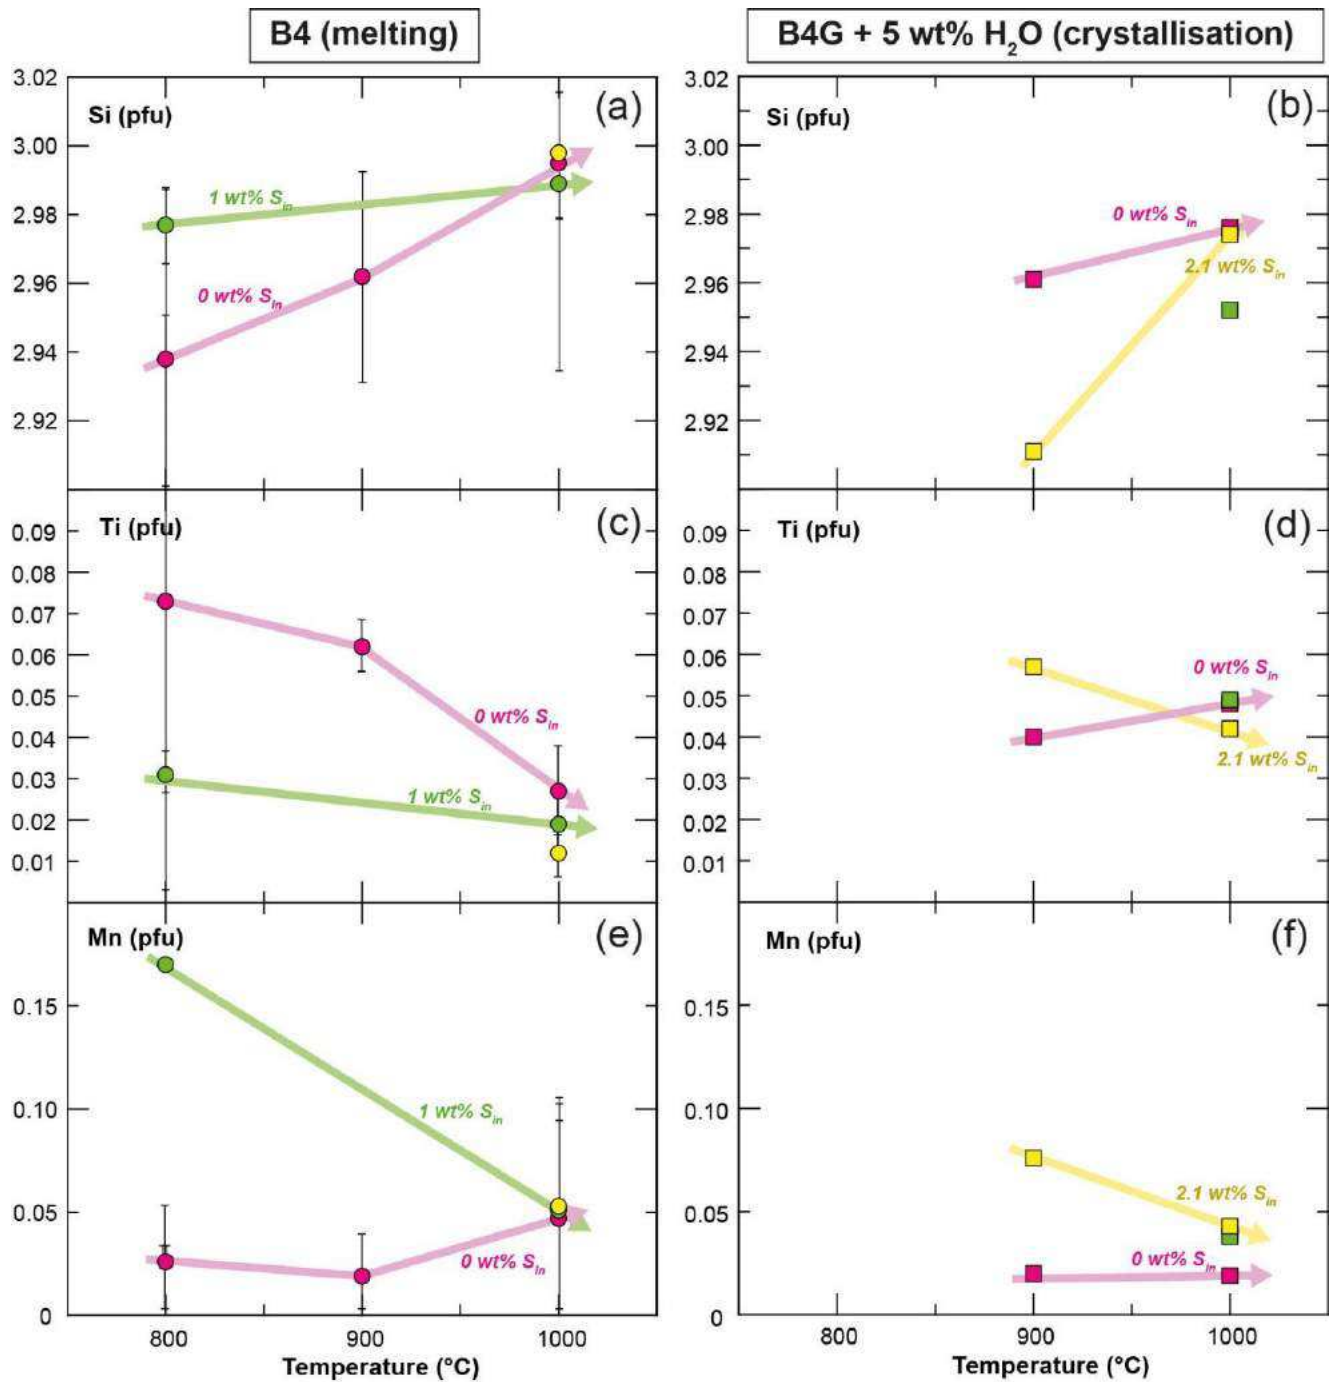 B4 (melting)
B4G + 5 wt% H2O (crystallisation)
3.02
3.00
2.98
2.96
2.94
2.92
Si (pfu)
(a)
1 wt% Sin
0 wt% Sin
3.02
3.00
2.98
2.96
2.94
2.92
Si (pfu)
(b)
0 wt% Sin
2.1 wt% Sin
0.09
0.08
0.07
0.06
0.05
0.04
0.03
0.02
0.01
Ti (pfu)
(c)
0 wt% Sin
1 wt% Sin
0.09
0.08
0.07
0.06
0.05
0.04
0.03
0.02
0.01
Ti (pfu)
(d)
0 wt% Sin
2.1 wt% Sin
0.15
0.10
0.05
0
Mn (pfu)
(e)
1 wt% Sin
0 wt% Sin
800
900
1000
Temperature (°C)
0.15
0.10
0.05
0
Mn (pfu)
(f)
2.1 wt% Sin
0 wt% Sin
800
900
1000
Temperature (°C)